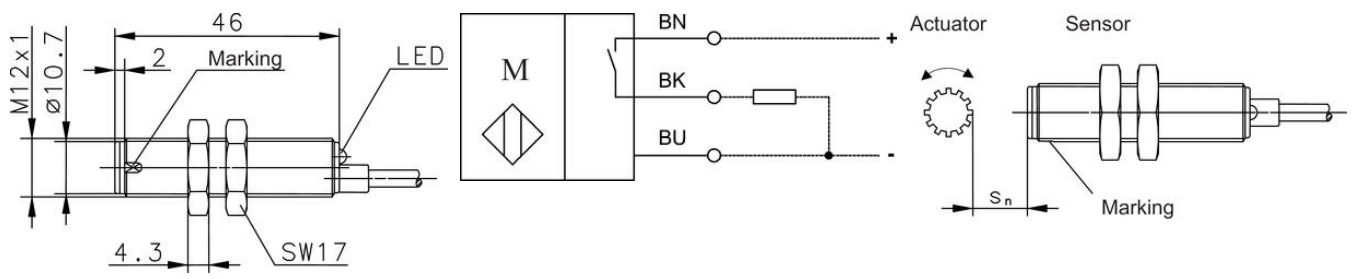 46
2
Marking
LED
M12x1
ø10.7
4.3
SW17
M
BN
+
BK
BU
-
Actuator
Sensor
Sn
Marking